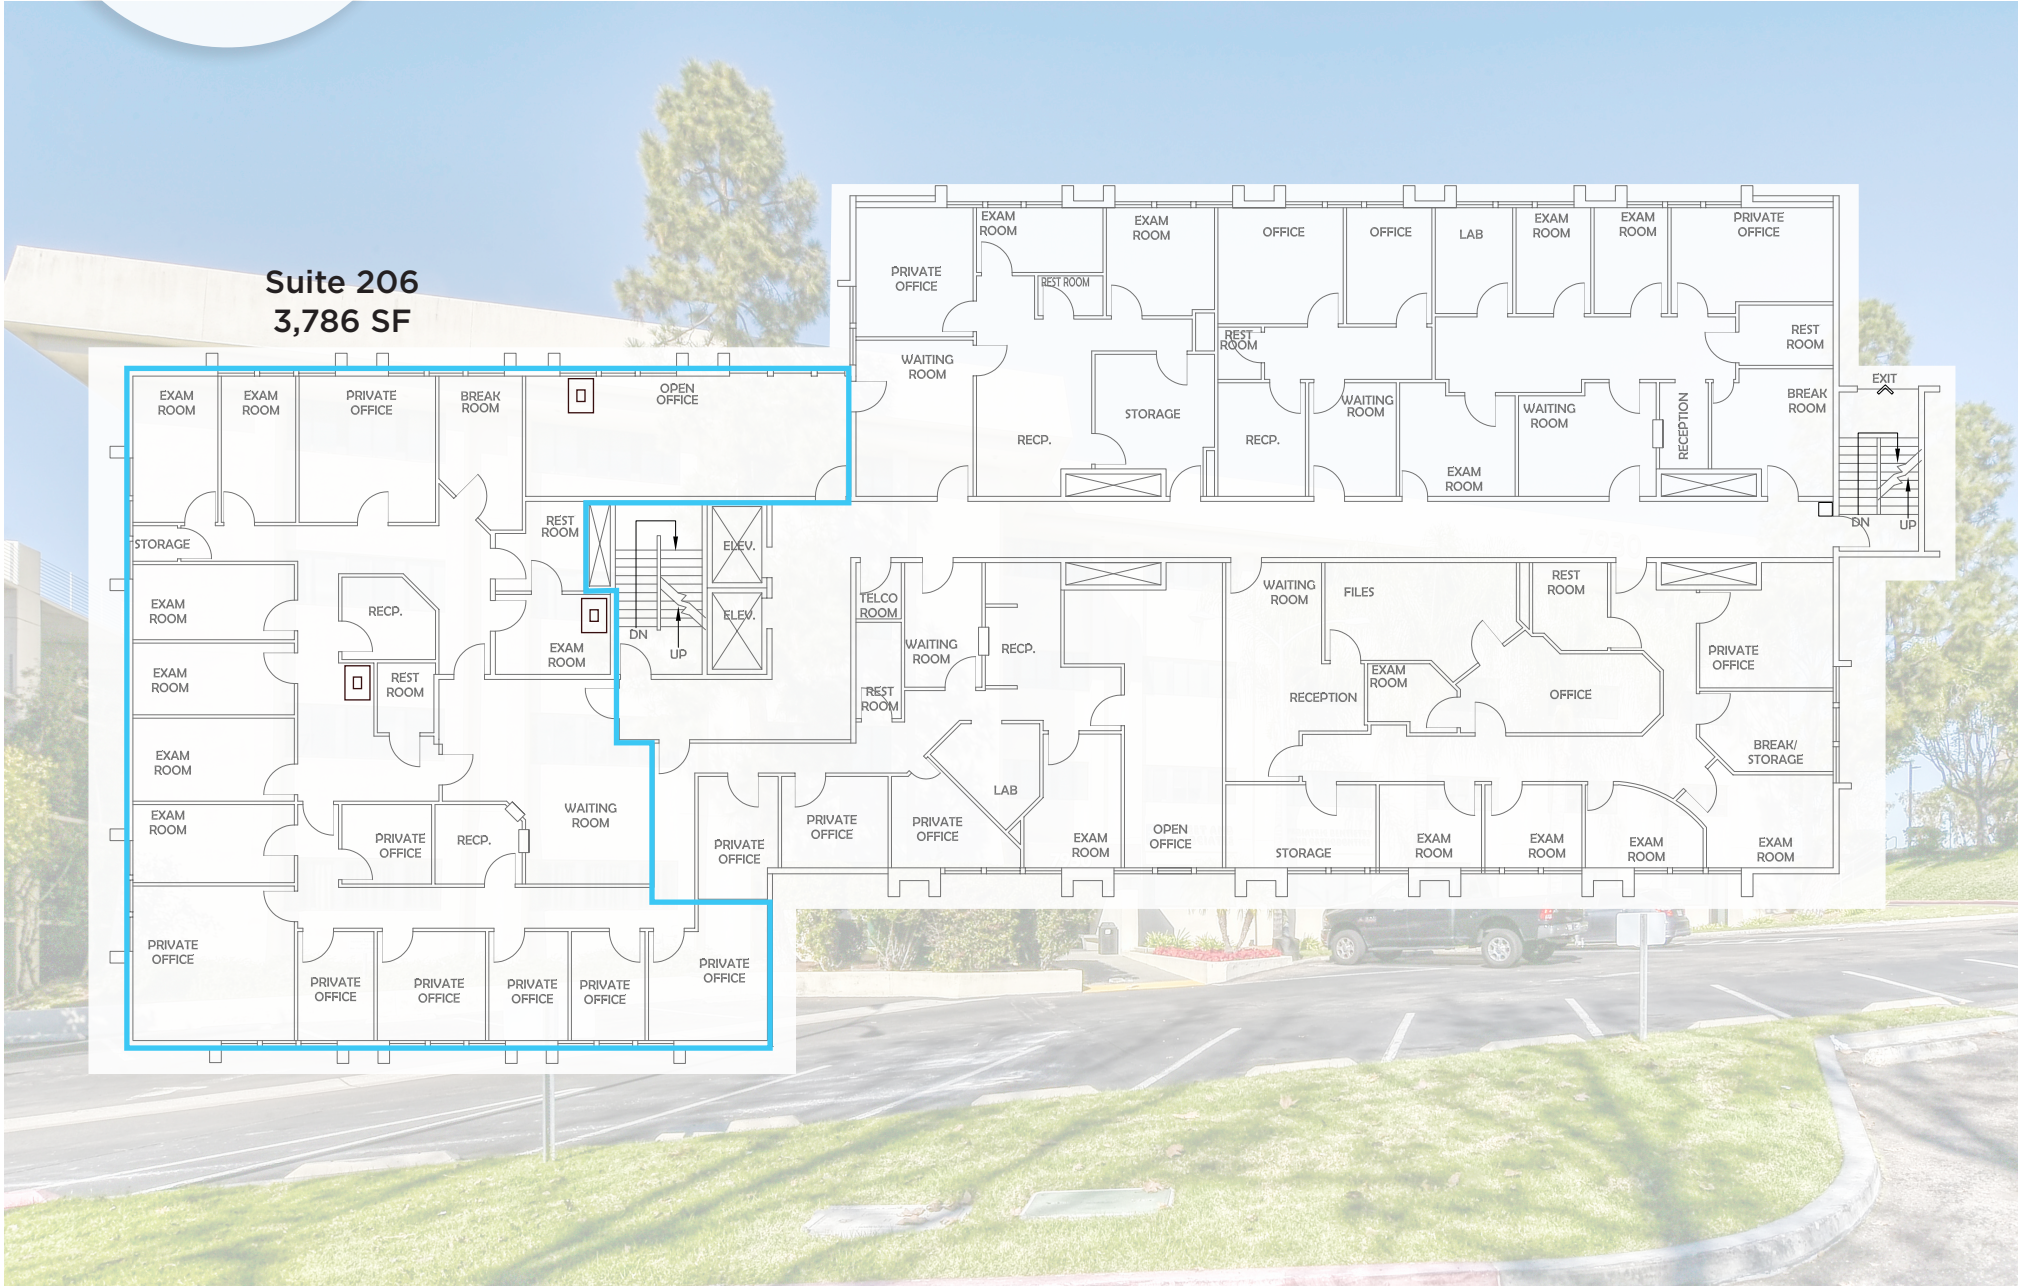 Suite 206
3,786 SF
EXAM
ROOM
EXAM
ROOM
PRIVATE
OFFICE
BREAK
ROOM
OPEN
OFFICE
STORAGE
REST
ROOM
EXAM
ROOM
RECP.
EXAM
ROOM
EXAM
ROOM
REST
ROOM
EXAM
ROOM
EXAM
ROOM
PRIVATE
OFFICE
RECP.
WAITING
ROOM
PRIVATE
OFFICE
PRIVATE
OFFICE
PRIVATE
OFFICE
PRIVATE
OFFICE
PRIVATE
OFFICE
PRIVATE
OFFICE
DN
UP
ELEV.
ELEV.
PRIVATE
OFFICE
EXAM
ROOM
REST ROOM
EXAM
ROOM
WAITING
ROOM
RECP.
STORAGE
OFFICE
OFFICE
LAB
EXAM
ROOM
EXAM
ROOM
PRIVATE
OFFICE
REST
ROOM
REST
ROOM
RECP.
WAITING
ROOM
EXAM
ROOM
WAITING
ROOM
RECEPTION
BREAK
ROOM
EXIT
DN
UP
TELCO
ROOM
WAITING
ROOM
RECP.
REST
ROOM
LAB
PRIVATE
OFFICE
PRIVATE
OFFICE
PRIVATE
OFFICE
EXAM
ROOM
OPEN
OFFICE
WAITING
ROOM
FILES
REST
ROOM
PRIVATE
OFFICE
RECEPTION
EXAM
ROOM
OFFICE
BREAK/
STORAGE
STORAGE
EXAM
ROOM
EXAM
ROOM
EXAM
ROOM
EXAM
ROOM